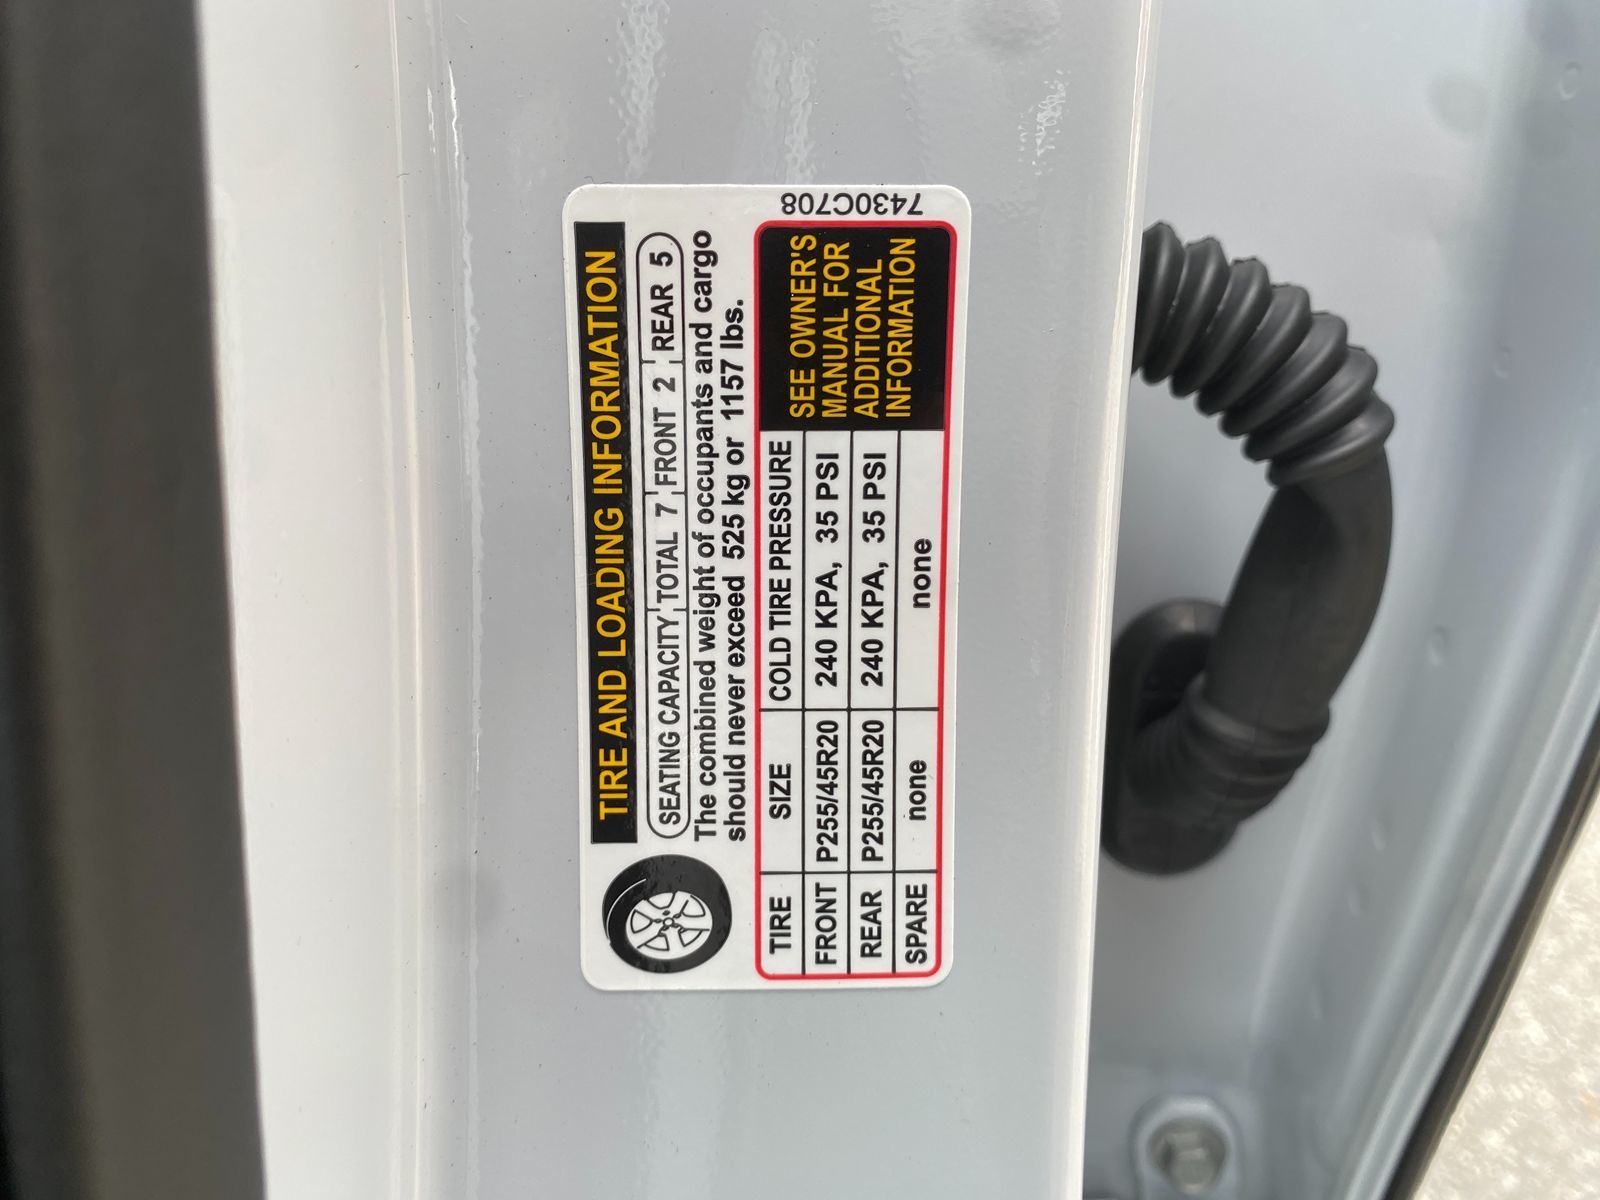 TIRE AND LOADING INFORMATION
SEATING CAPACITY TOTAL 7 FRONT 2 REAR 5
The combined weight of occupants and cargo
should never exceed 525 kg or 1157 lbs.
TIRE SIZE COLD TIRE PRESSURE
FRONT P255/45R20 240 KPA, 35 PSI
REAR P255/45R20 240 KPA, 35 PSI
SPARE none none
SEE OWNER'S
MANUAL FOR
ADDITIONAL
INFORMATION
7430C708